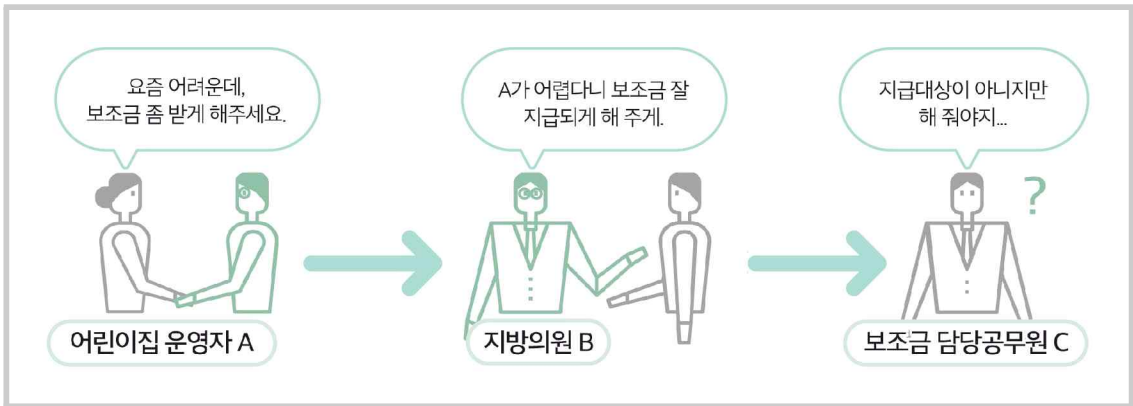 요즘 어려운데,
보조금 좀 받게 해주세요.
A가 어렵다니 보조금 잘
지급되게 해 주게.
지급대상이 아니지만
해 줘야지...
?
어린이집 운영자 A
지방의원 B
보조금 담당공무원 C